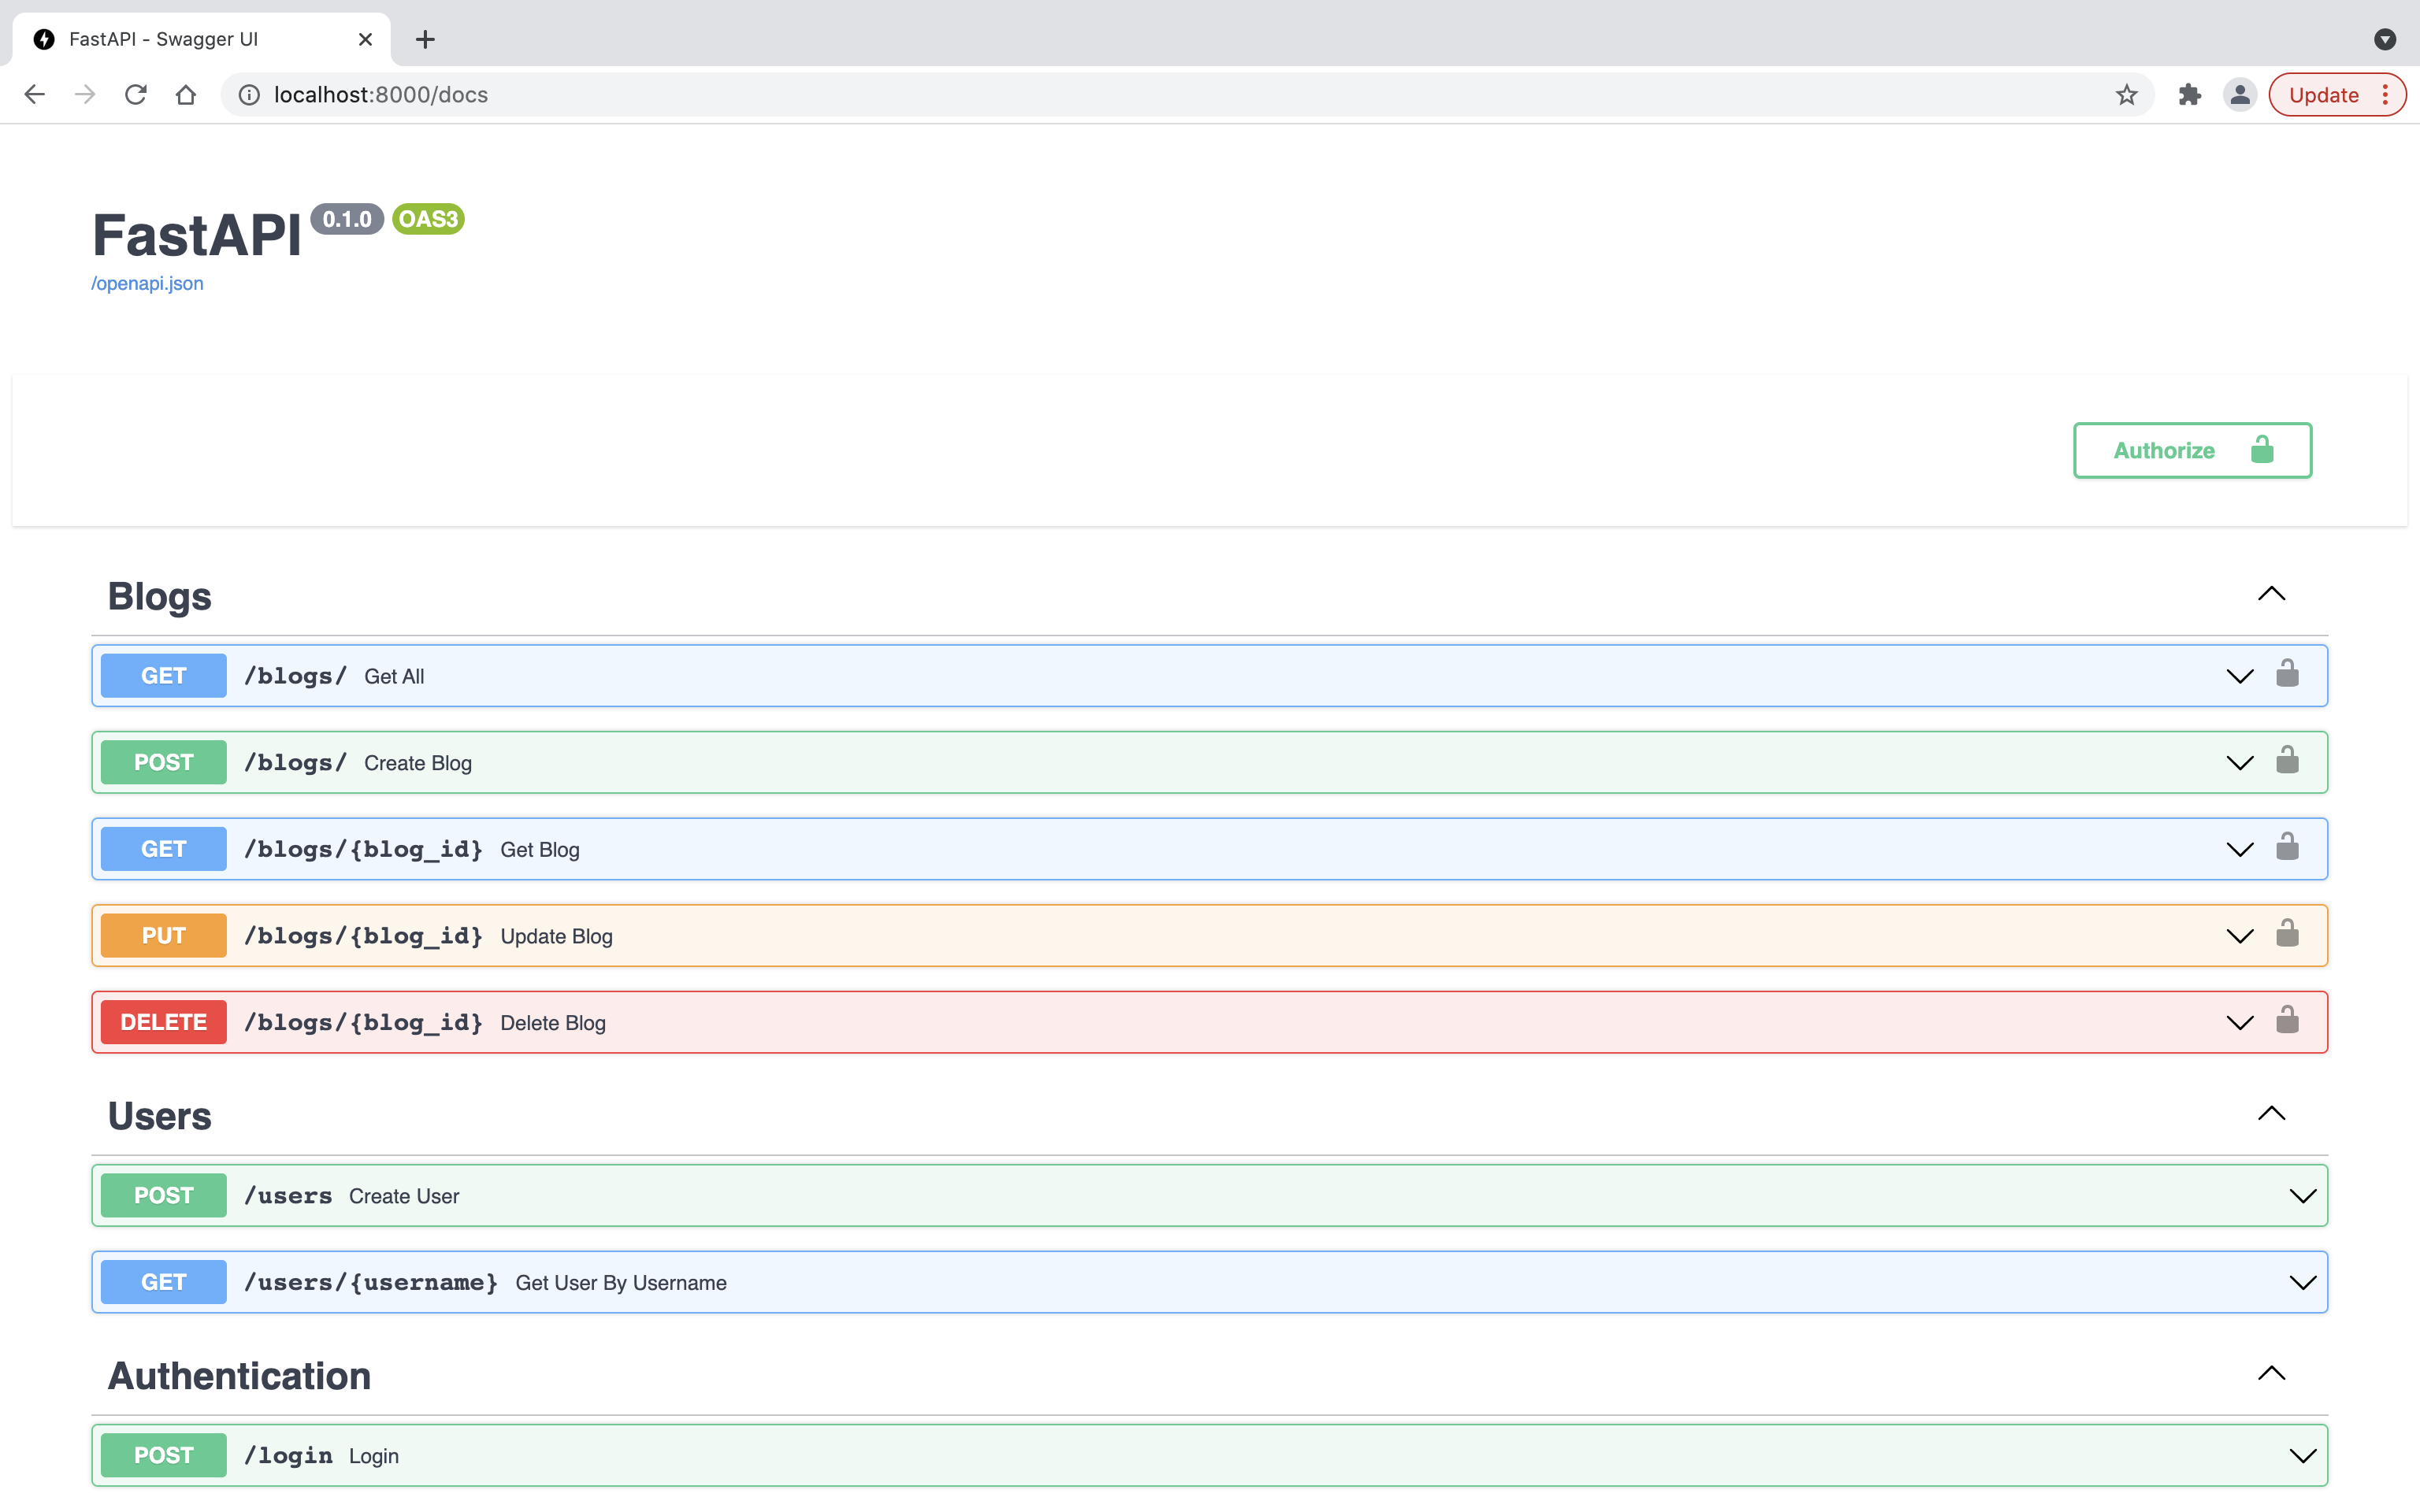 FastAPI - Swagger UI
localhost:8000/docs
Update
FastAPI 0.1.0 OAS3
/openapi.json
Authorize
Blogs
GET /blogs/ Get All
POST /blogs/ Create Blog
GET /blogs/{blog_id} Get Blog
PUT /blogs/{blog_id} Update Blog
DELETE /blogs/{blog_id} Delete Blog
Users
POST /users Create User
GET /users/{username} Get User By Username
Authentication
POST /login Login